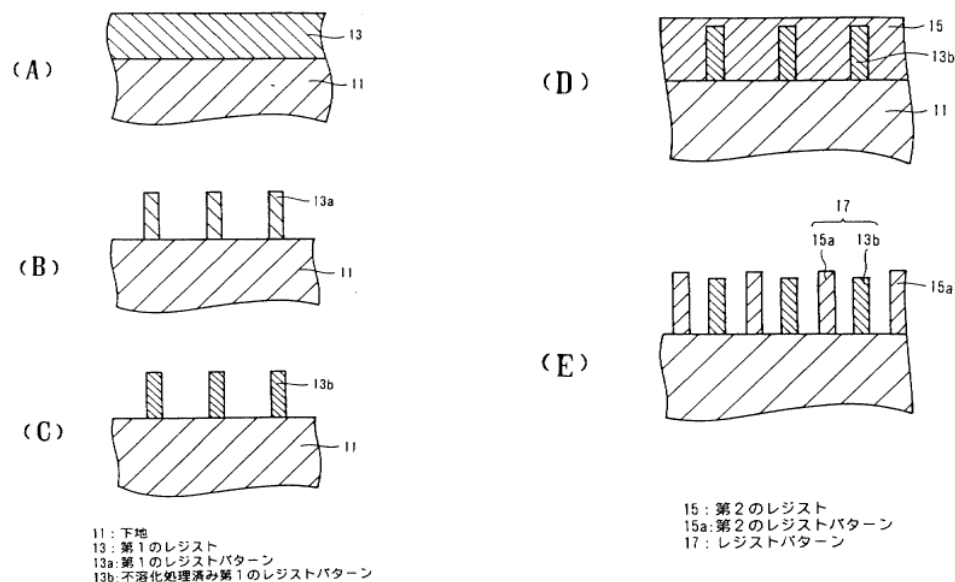 (A)
13
11
(B)
13a
11
(C)
13b
11
11：下地
13：第1のレジスト
13a：第1のレジストパターン
13b：不溶化処理済み第1のレジストパターン
(D)
15
13b
11
17
15a 13b
15a
(E)
15：第2のレジスト
15a：第2のレジストパターン
17：レジストパターン